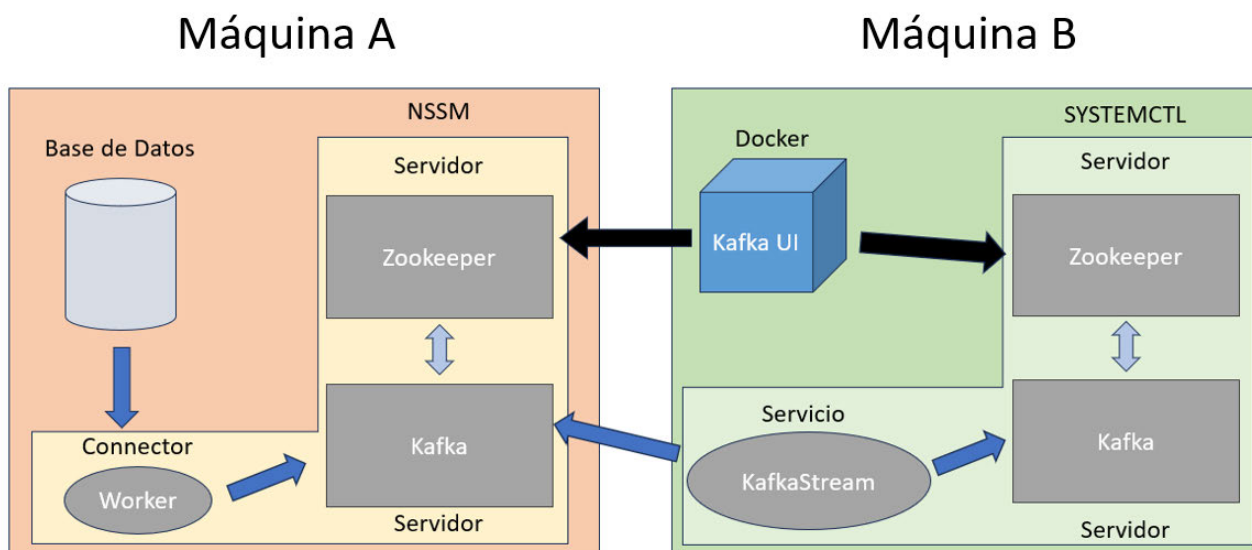 Máquina A
Máquina B
NSSM
Base de Datos
Servidor
Zookeeper
Kafka
Connector
Worker
Servidor
SYSTEMCTL
Docker
Kafka UI
Servidor
Zookeeper
Servicio
KafkaStream
Kafka
Servidor